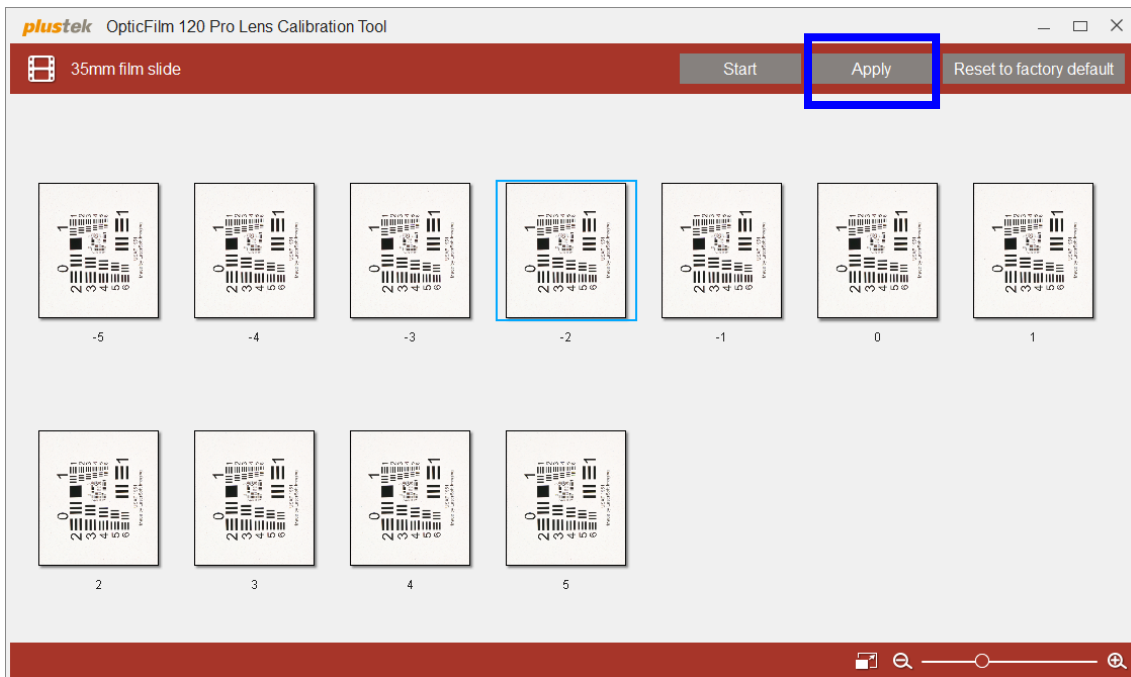 plustek OpticFilm 120 Pro Lens Calibration Tool
35mm film slide
Start
Apply
Reset to factory default
-5
-4
-3
-2
-1
0
1
2
3
4
5